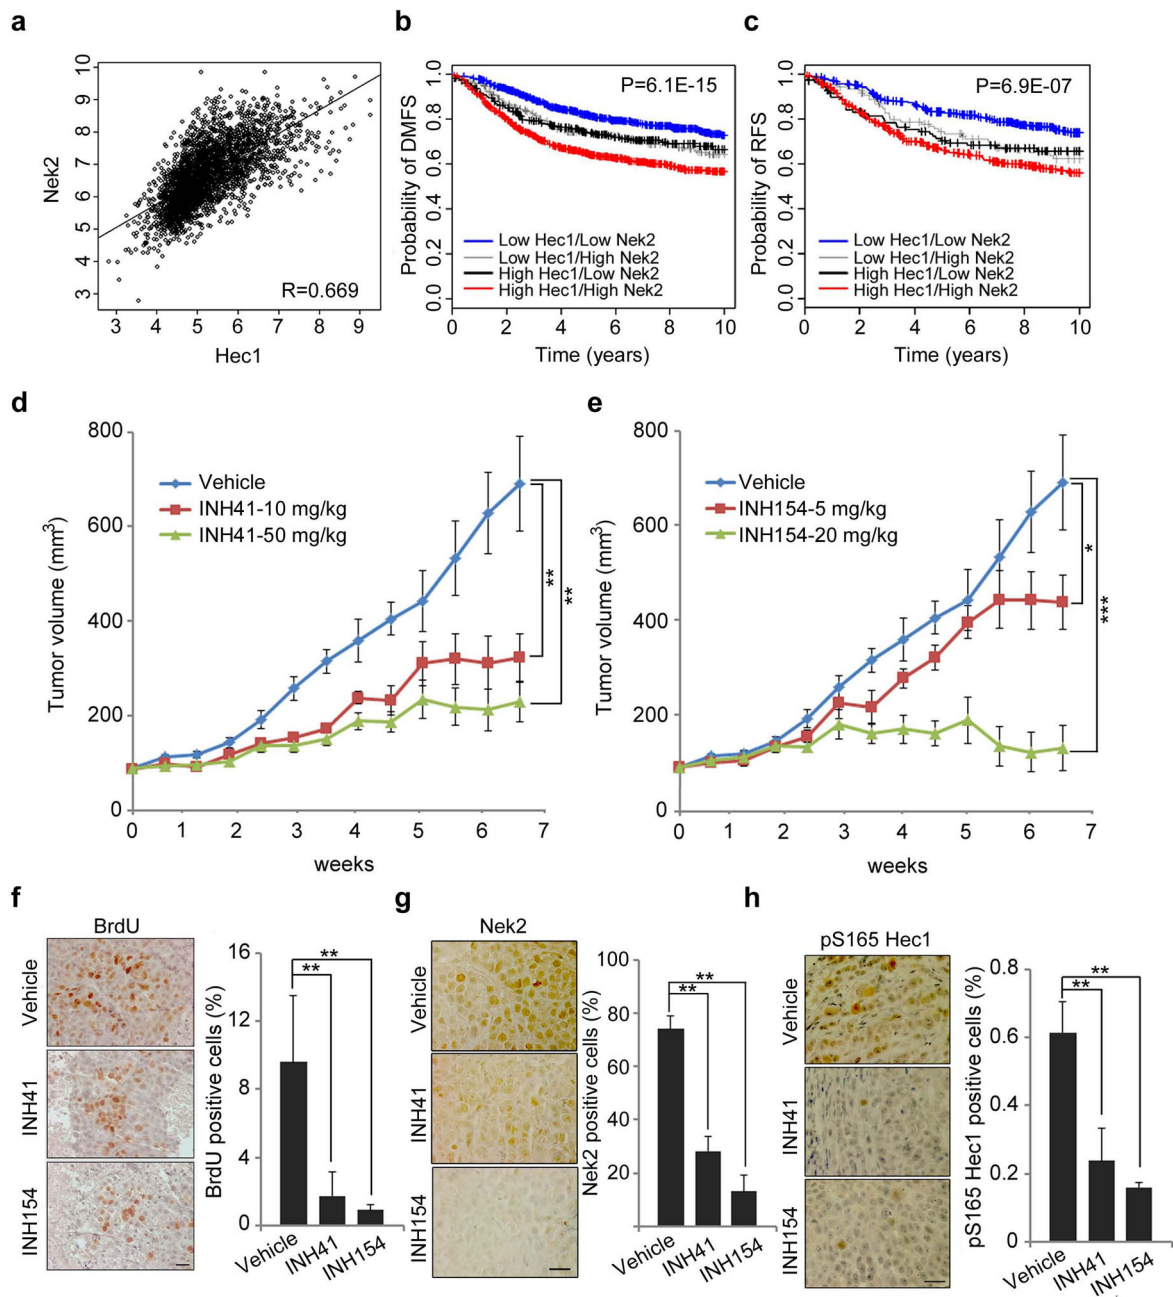 a
Nek2
10
9
8
7
6
5
4
3
3 4 5 6 7 8 9
R=0.669
Hec1
b
Probability of DMFS
1.0
0.8
0.6
0.4
0.2
0.0
P=6.1E-15
Low Hec1/Low Nek2
Low Hec1/High Nek2
High Hec1/Low Nek2
High Hec1/High Nek2
0 2 4 6 8 10
Time (years)
c
Probability of RFS
1.0
0.8
0.6
0.4
0.2
0.0
P=6.9E-07
Low Hec1/Low Nek2
Low Hec1/High Nek2
High Hec1/Low Nek2
High Hec1/High Nek2
0 2 4 6 8 10
Time (years)
d
Tumor volume (mm³)
800
600
400
200
0
Vehicle
INH41-10 mg/kg
INH41-50 mg/kg
**
**
0 1 2 3 4 5 6 7
weeks
e
Tumor volume (mm³)
800
600
400
200
0
Vehicle
INH154-5 mg/kg
INH154-20 mg/kg
*
***
0 1 2 3 4 5 6 7
weeks
f
BrdU
Vehicle
INH41
INH154
BrdU positive cells (%)
16
12
8
4
0
**
**
Vehicle
INH41
INH154
g
Nek2
Vehicle
INH41
INH154
Nek2 positive cells (%)
100
80
60
40
20
**
**
Vehicle
INH41
INH154
h
pS165 Hec1
Vehicle
INH41
INH154
pS165 Hec1 positive cells (%)
0.8
0.6
0.4
0.2
0
**
**
Vehicle
INH41
INH154